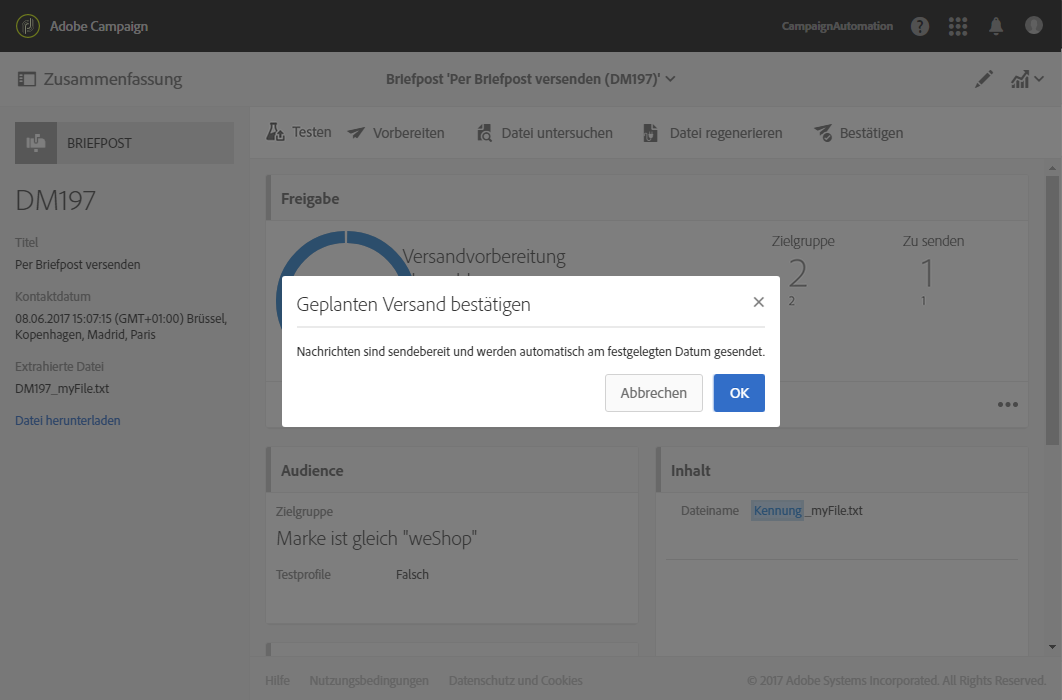 Adobe Campaign
CampaignAutomation
Zusammenfassung
Briefpost 'Per Briefpost versenden (DM197)'
BRIEFPOST
DM197
Titel
Per Briefpost versenden
Kontaktdatum
08.06.2017 15:07:15 (GMT+01:00) Brüssel,
Kopenhagen, Madrid, Paris
Extrahierte Datei
DM197_myFile.txt
Datei herunterladen
Testen
Vorbereiten
Datei untersuchen
Datei regenerieren
Bestätigen
Freigabe
Versandvorbereitung
Zielgruppe
2
2
Zu senden
1
1
Geplanten Versand bestätigen
Nachrichten sind sendebereit und werden automatisch am festgelegten Datum gesendet.
Abbrechen
OK
Audience
Zielgruppe
Marke ist gleich "weShop"
Testprofile Falsch
Inhalt
Dateiname Kennung _myFile.txt
Hilfe Nutzungsbedingungen Datenschutz und Cookies
© 2017 Adobe Systems Incorporated. All Rights Reserved.